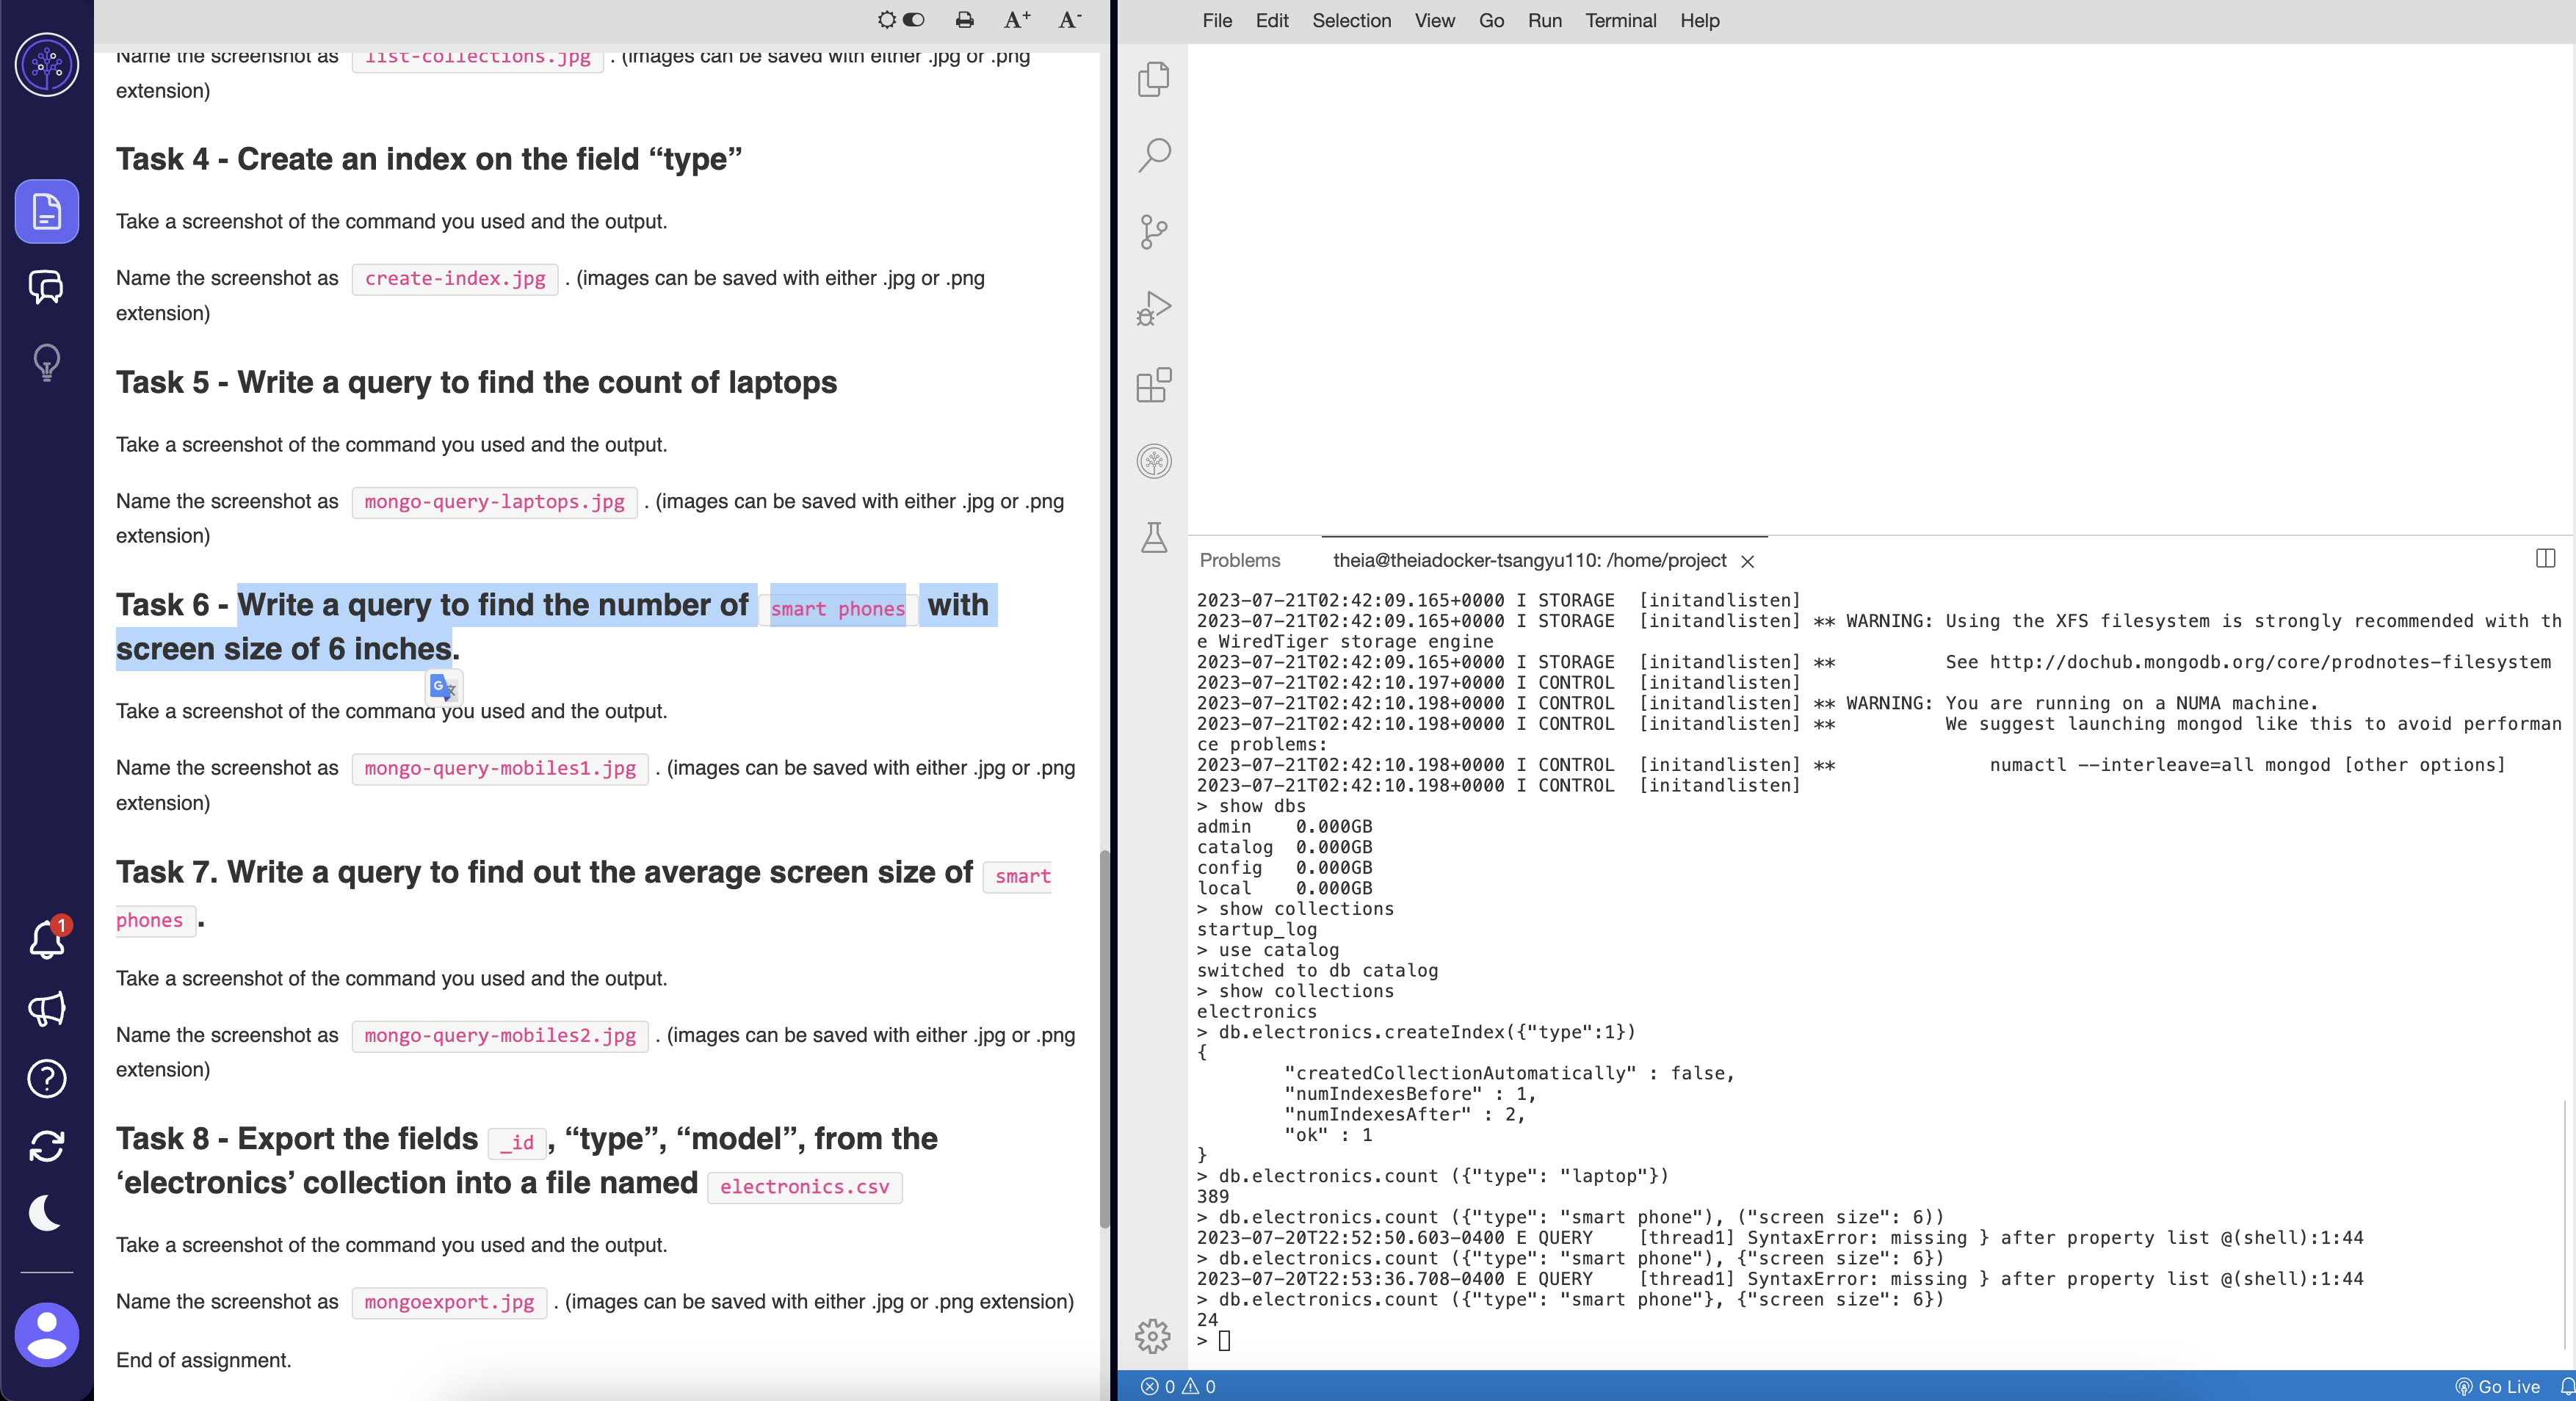 A+ A-
Name the screenshot as list-collections.jpg . (images can be saved with either .jpg or .png
extension)
Task 4 - Create an index on the field “type”
Take a screenshot of the command you used and the output.
Name the screenshot as create-index.jpg . (images can be saved with either .jpg or .png
extension)
Task 5 - Write a query to find the count of laptops
Take a screenshot of the command you used and the output.
Name the screenshot as mongo-query-laptops.jpg . (images can be saved with either .jpg or .png
extension)
Task 6 - Write a query to find the number of smart phones with
screen size of 6 inches.
Take a screenshot of the command you used and the output.
Name the screenshot as mongo-query-mobiles1.jpg . (images can be saved with either .jpg or .png
extension)
Task 7. Write a query to find out the average screen size of smart
phones .
Take a screenshot of the command you used and the output.
Name the screenshot as mongo-query-mobiles2.jpg . (images can be saved with either .jpg or .png
extension)
Task 8 - Export the fields _id , “type”, “model”, from the
‘electronics’ collection into a file named electronics.csv
Take a screenshot of the command you used and the output.
Name the screenshot as mongoexport.jpg . (images can be saved with either .jpg or .png extension)
End of assignment.
1
File Edit Selection View Go Run Terminal Help
Problems theia@theiadocker-tsangyu110: /home/project
2023-07-21T02:42:09.165+0000 I STORAGE  [initandlisten]
2023-07-21T02:42:09.165+0000 I STORAGE  [initandlisten] ** WARNING: Using the XFS filesystem is strongly recommended with th
e WiredTiger storage engine
2023-07-21T02:42:09.165+0000 I STORAGE  [initandlisten] **          See http://dochub.mongodb.org/core/prodnotes-filesystem
2023-07-21T02:42:10.197+0000 I CONTROL  [initandlisten]
2023-07-21T02:42:10.198+0000 I CONTROL  [initandlisten] ** WARNING: You are running on a NUMA machine.
2023-07-21T02:42:10.198+0000 I CONTROL  [initandlisten] **          We suggest launching mongod like this to avoid performan
ce problems:
2023-07-21T02:42:10.198+0000 I CONTROL  [initandlisten] **              numactl --interleave=all mongod [other options]
2023-07-21T02:42:10.198+0000 I CONTROL  [initandlisten]
> show dbs
admin    0.000GB
catalog  0.000GB
config   0.000GB
local    0.000GB
> show collections
startup_log
> use catalog
switched to db catalog
> show collections
electronics
> db.electronics.createIndex({"type":1})
{
        "createdCollectionAutomatically" : false,
        "numIndexesBefore" : 1,
        "numIndexesAfter" : 2,
        "ok" : 1
}
> db.electronics.count ({"type": "laptop"})
389
> db.electronics.count ({"type": "smart phone"), ("screen size": 6))
2023-07-20T22:52:50.603-0400 E QUERY    [thread1] SyntaxError: missing } after property list @(shell):1:44
> db.electronics.count ({"type": "smart phone"), {"screen size": 6})
2023-07-20T22:53:36.708-0400 E QUERY    [thread1] SyntaxError: missing } after property list @(shell):1:44
> db.electronics.count ({"type": "smart phone"}, {"screen size": 6})
24
>
0 0 Go Live